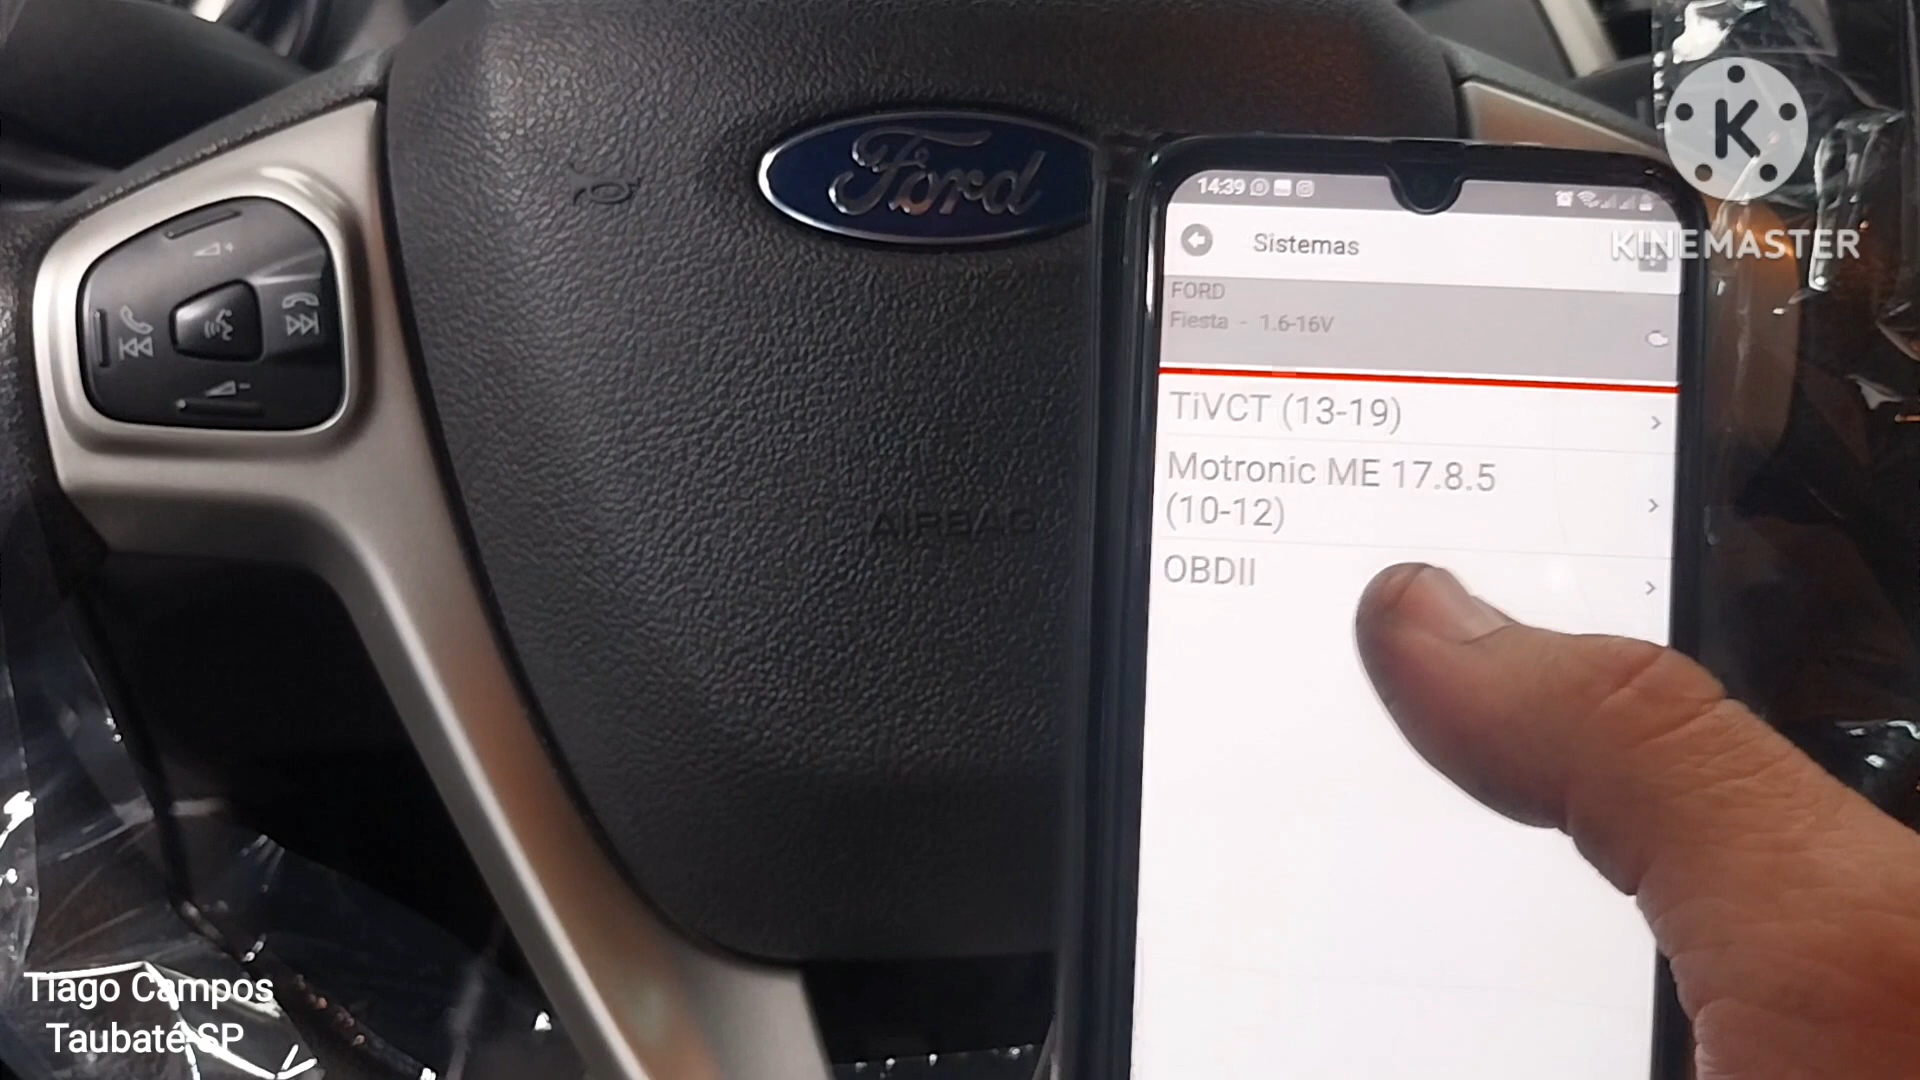 Ford
AIRBAG
14:39
Sistemas
FORD
Fiesta - 1.6-16V
TiVCT (13-19)
Motronic ME 17.8.5
(10-12)
OBDII
K
KINEMASTER
Tiago Campos
Taubaté-SP